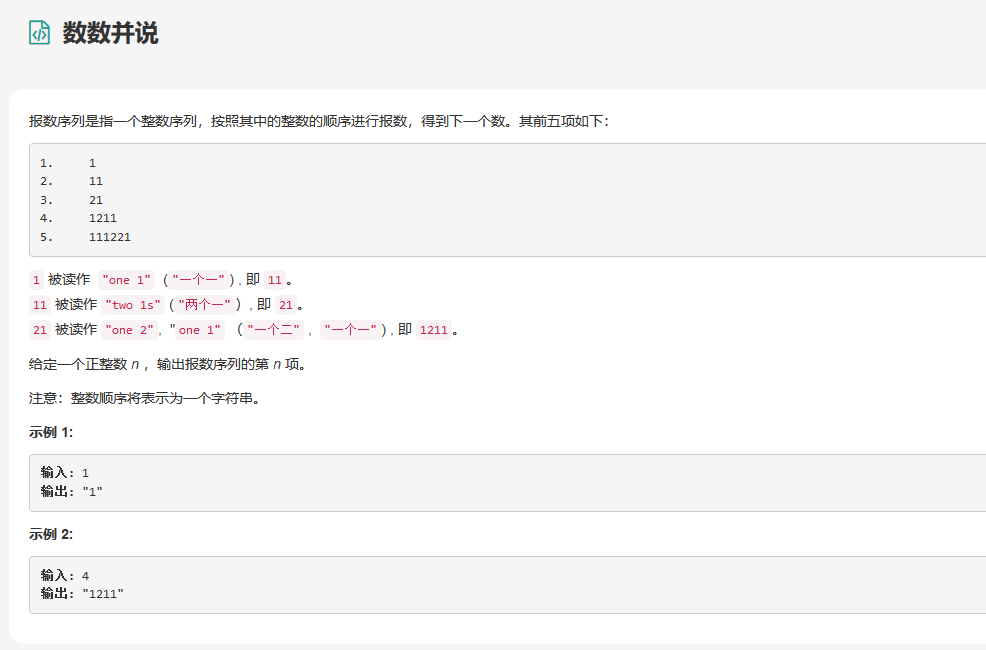 数数并说
报数序列是指一个整数序列，按照其中的整数的顺序进行报数，得到下一个数。其前五项如下：
1.     1
2.     11
3.     21
4.     1211
5.     111221
1 被读作 "one 1" ("一个一") , 即 11。
11 被读作 "two 1s" ("两个一") , 即 21。
21 被读作 "one 2", "one 1" （"一个二" , "一个一") , 即 1211。
给定一个正整数 n ，输出报数序列的第 n 项。
注意：整数顺序将表示为一个字符串。
示例 1:
输入: 1
输出: "1"
示例 2:
输入: 4
输出: "1211"